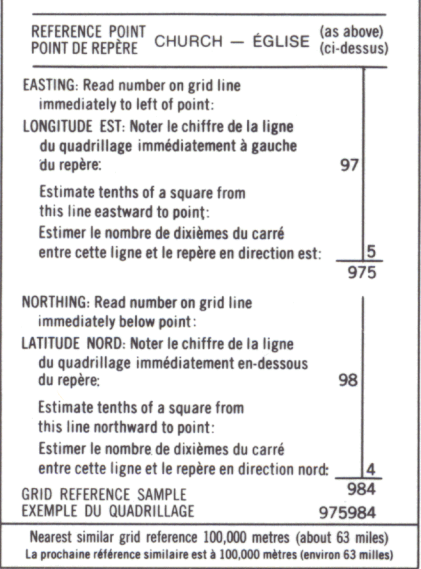 REFERENCE POINT CHURCH — ÉGLISE (as above)
POINT DE REPÈRE (ci-dessus)
EASTING: Read number on grid line
immediately to left of point:
LONGITUDE EST: Noter le chiffre de la ligne
du quadrillage immédiatement à gauche
du repère: 97
Estimate tenths of a square from
this line eastward to point:
Estimer le nombre de dixièmes du carré
entre cette ligne et le repère en direction est: 5
975
NORTHING: Read number on grid line
immediately below point:
LATITUDE NORD: Noter le chiffre de la ligne
du quadrillage immédiatement en-dessous
du repère: 98
Estimate tenths of a square from
this line northward to point:
Estimer le nombre de dixièmes du carré
entre cette ligne et le repère en direction nord: 4
GRID REFERENCE SAMPLE 984
EXEMPLE DU QUADRILLAGE 975984
Nearest similar grid reference 100,000 metres (about 63 miles)
La prochaine référence similaire est à 100,000 mètres (environ 63 milles)